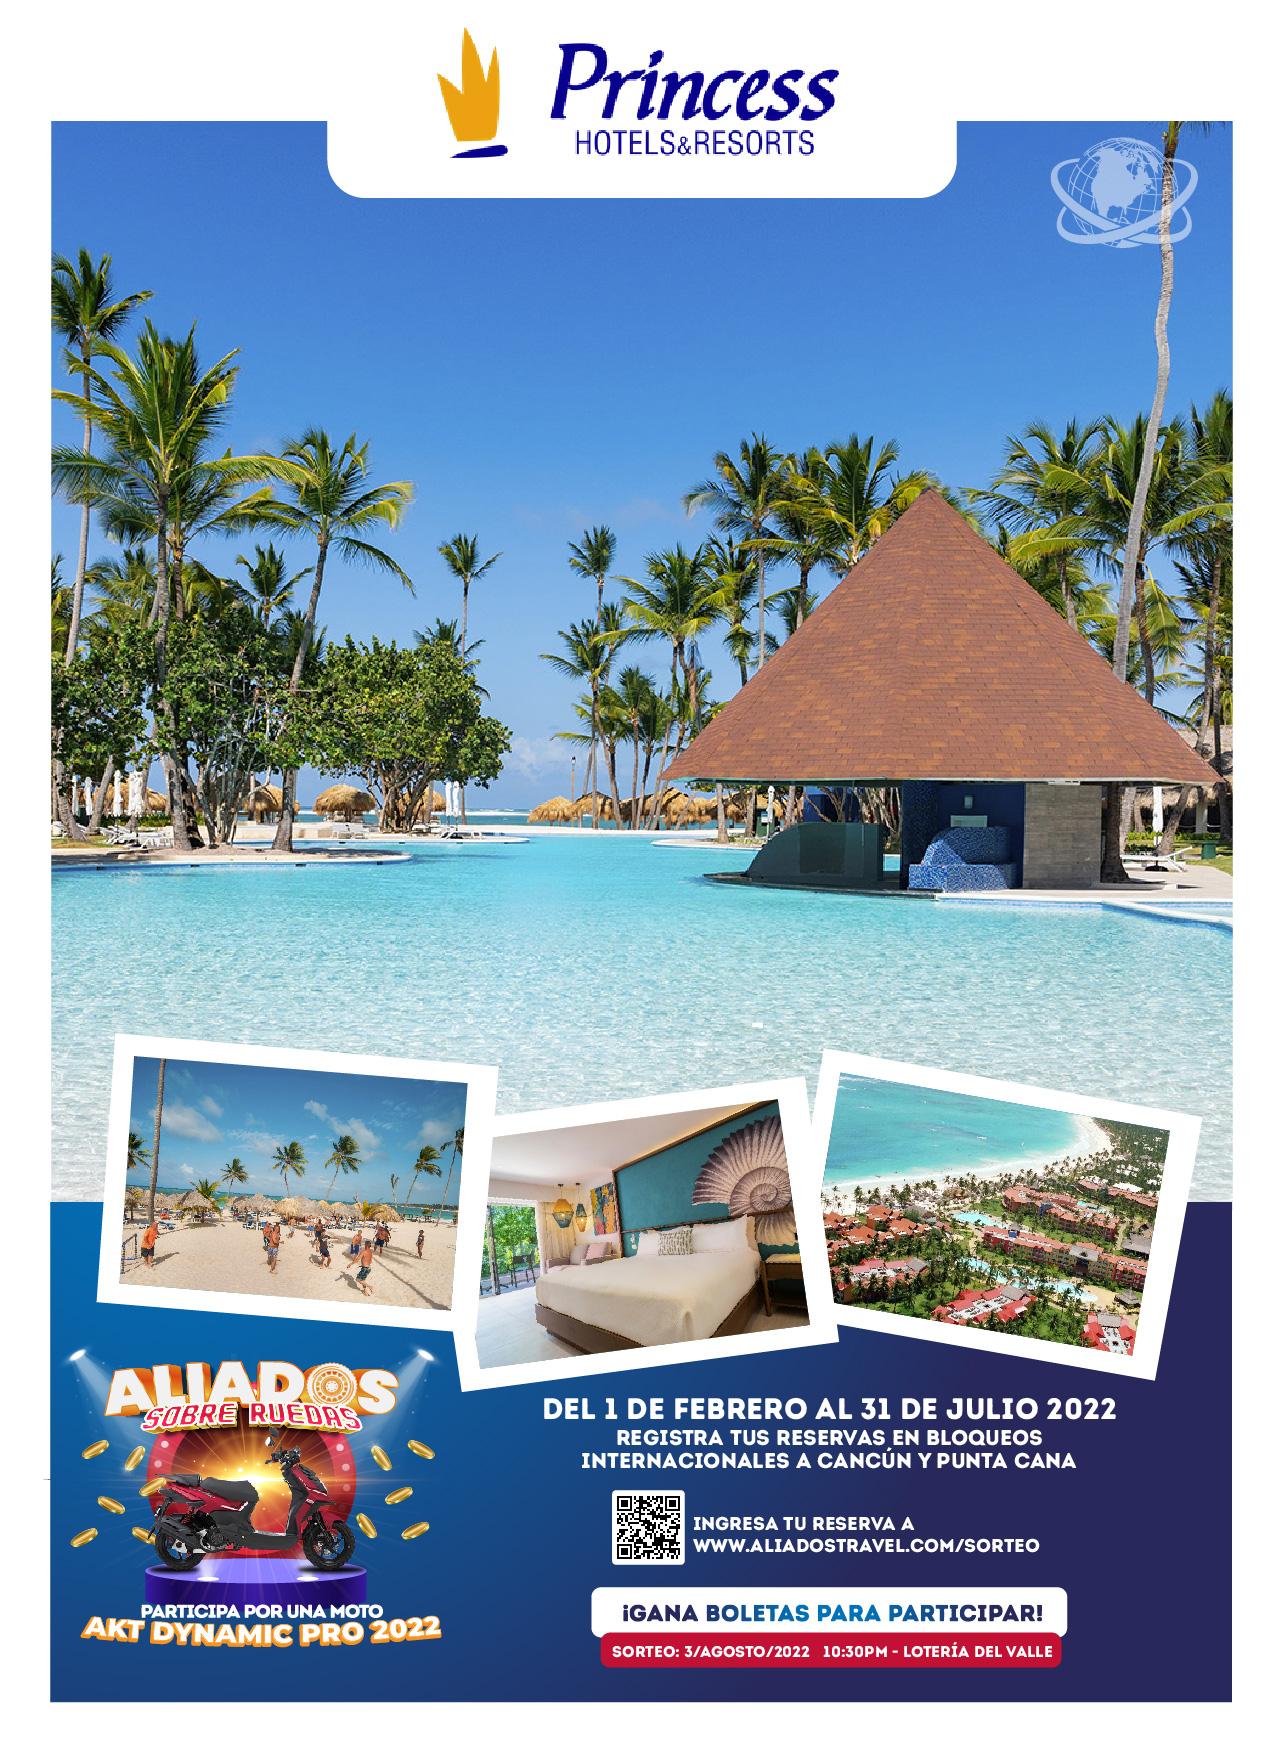 Princess
HOTELS&RESORTS
ALIADOS
SOBRE RUEDAS
PARTICIPA POR UNA MOTO
AKT DYNAMIC PRO 2022
DEL 1 DE FEBRERO AL 31 DE JULIO 2022
REGISTRA TUS RESERVAS EN BLOQUEOS
INTERNACIONALES A CANCÚN Y PUNTA CANA
INGRESA TU RESERVA A
WWW.ALIADOSTRAVEL.COM/SORTEO
¡GANA BOLETAS PARA PARTICIPAR!
SORTEO: 3/AGOSTO/2022 10:30PM - LOTERÍA DEL VALLE